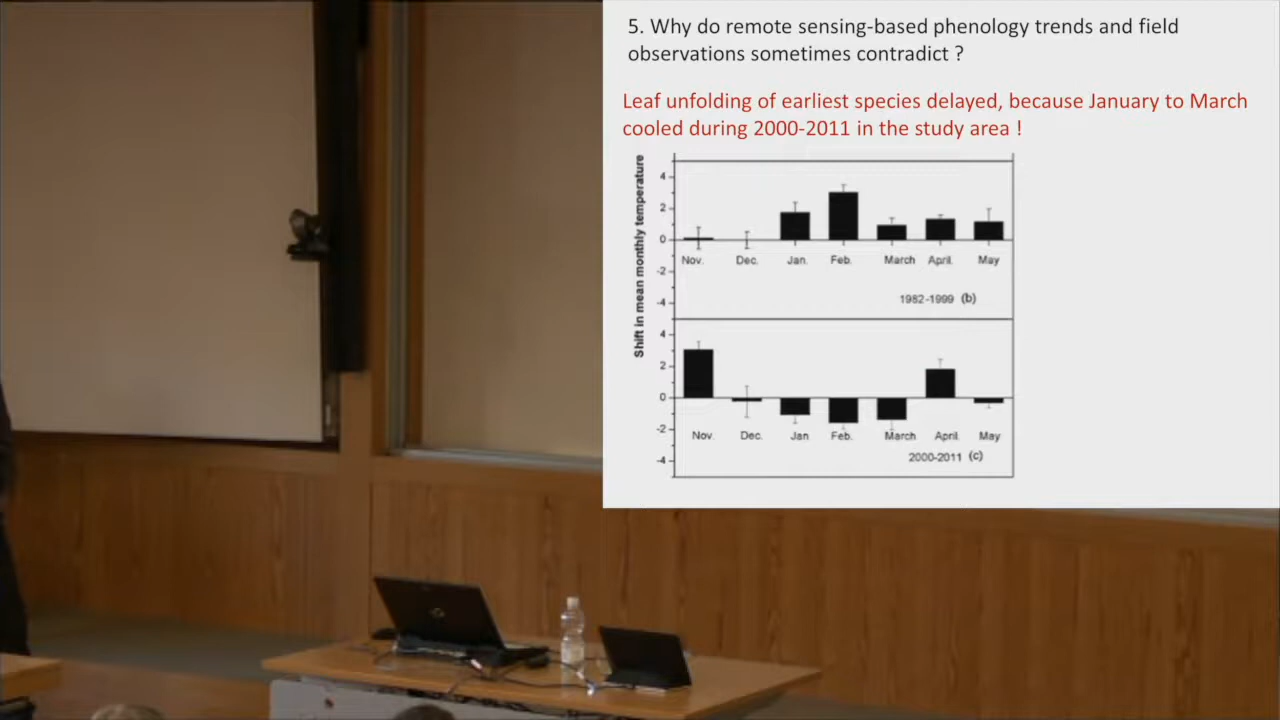 5. Why do remote sensing-based phenology trends and field
observations sometimes contradict ?
Leaf unfolding of earliest species delayed, because January to March
cooled during 2000-2011 in the study area !
Shift in mean monthly temperature
4
2
0
-2
-4
Nov. Dec. Jan. Feb. March April. May
1982-1999 (b)
4
2
0
-2
-4
Nov. Dec. Jan Feb. March April. May
2000-2011 (c)